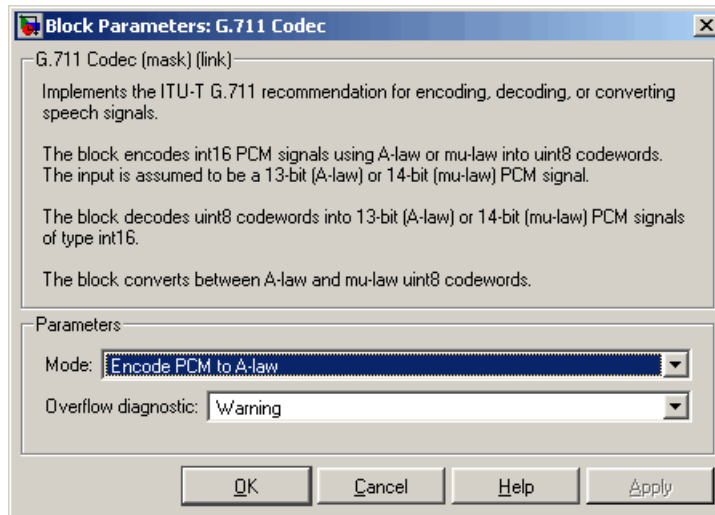 Block Parameters: G.711 Codec
G.711 Codec (mask) (link)
Implements the ITU-T G.711 recommendation for encoding, decoding, or converting
speech signals.
The block encodes int16 PCM signals using A-law or mu-law into uint8 codewords.
The input is assumed to be a 13-bit (A-law) or 14-bit (mu-law) PCM signal.
The block decodes uint8 codewords into 13-bit (A-law) or 14-bit (mu-law) PCM signals
of type int16.
The block converts between A-law and mu-law uint8 codewords.
Parameters
Mode: Encode PCM to A-law
Overflow diagnostic: Warning
OK Cancel Help Apply